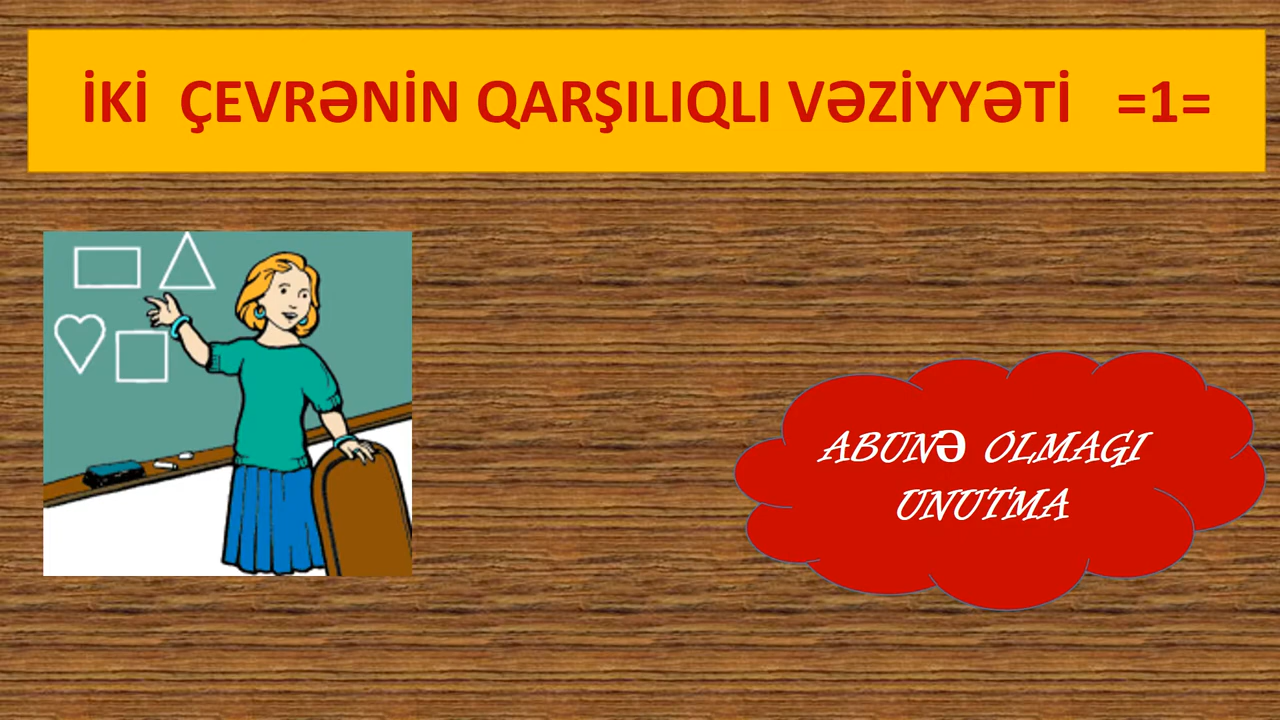 İKİ ÇEVRƏNİN QARŞILIQLI VƏZİYYƏTİ =1=
ABUNƏ OLMAGI
UNUTMA